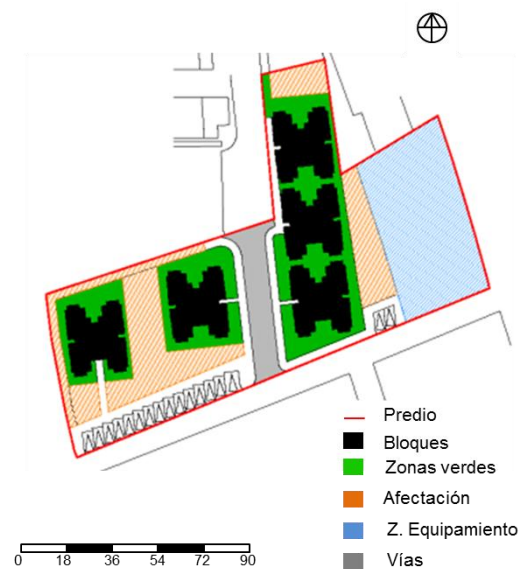 Predio
Bloques
Zonas verdes
Afectación
Z. Equipamiento
Vías
0 18 36 54 72 90